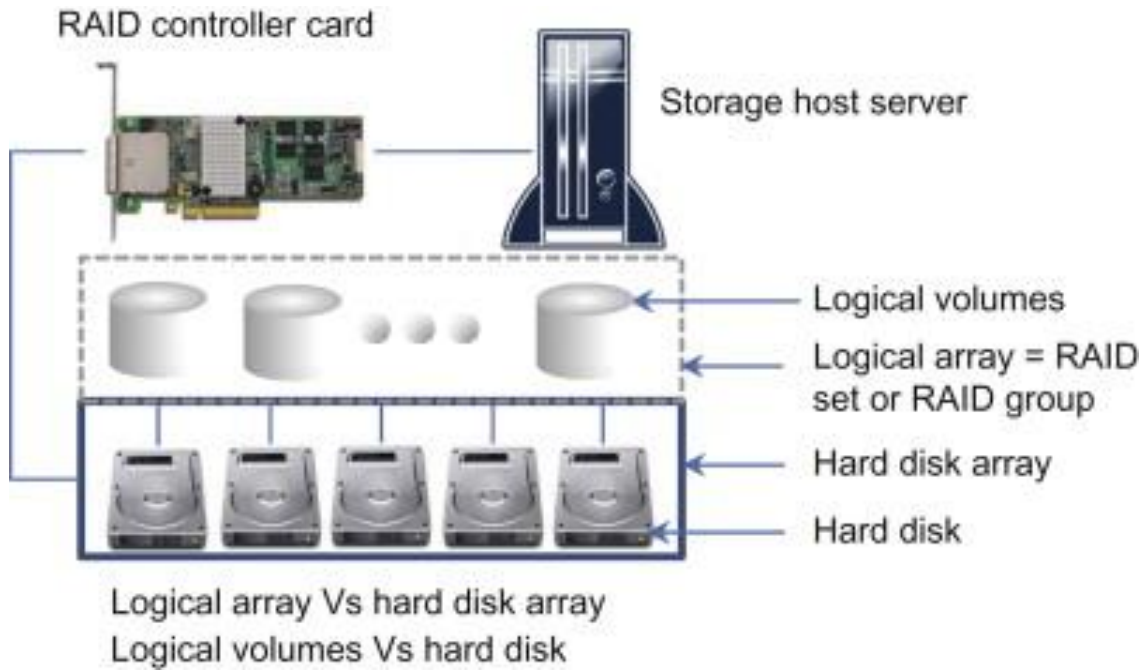 RAID controller card
Storage host server
Logical volumes
Logical array = RAID
set or RAID group
Hard disk array
Hard disk
Logical array Vs hard disk array
Logical volumes Vs hard disk